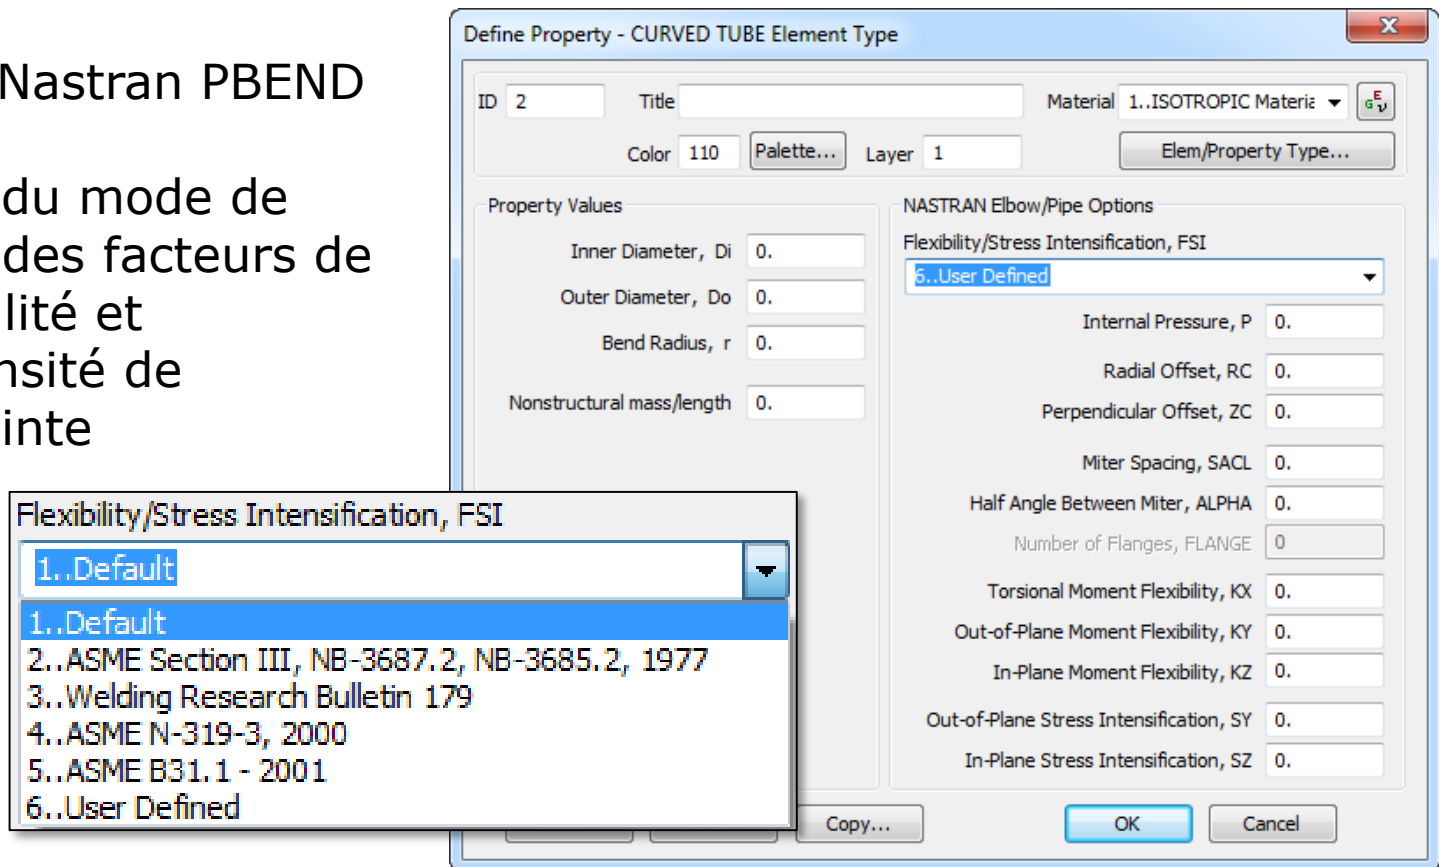 Nastran PBEND
du mode de
des facteurs de
lité et
nsité de
inte
Define Property - CURVED TUBE Element Type
ID 2 Title Material 1..ISOTROPIC Materia
Color 110 Palette... Layer 1 Elem/Property Type...
Property Values
Inner Diameter, Di 0.
Outer Diameter, Do 0.
Bend Radius, r 0.
Nonstructural mass/length 0.
NASTRAN Elbow/Pipe Options
Flexibility/Stress Intensification, FSI
6..User Defined
Internal Pressure, P 0.
Radial Offset, RC 0.
Perpendicular Offset, ZC 0.
Miter Spacing, SACL 0.
Half Angle Between Miter, ALPHA 0.
Number of Flanges, FLANGE 0
Torsional Moment Flexibility, KX 0.
Out-of-Plane Moment Flexibility, KY 0.
In-Plane Moment Flexibility, KZ 0.
Out-of-Plane Stress Intensification, SY 0.
In-Plane Stress Intensification, SZ 0.
Copy... OK Cancel
Flexibility/Stress Intensification, FSI
1..Default
1..Default
2..ASME Section III, NB-3687.2, NB-3685.2, 1977
3..Welding Research Bulletin 179
4..ASME N-319-3, 2000
5..ASME B31.1 - 2001
6..User Defined